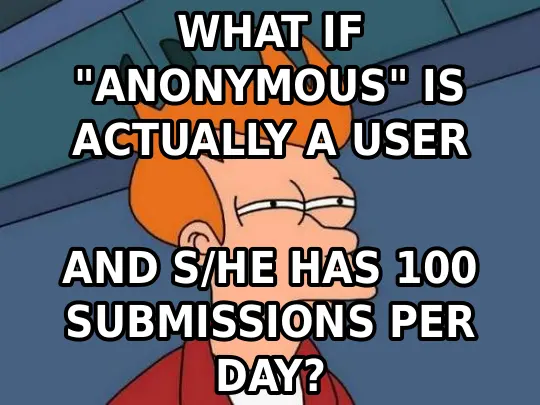 WHAT IF
"ANONYMOUS" IS
ACTUALLY A USER
AND S/HE HAS 100
SUBMISSIONS PER
DAY?